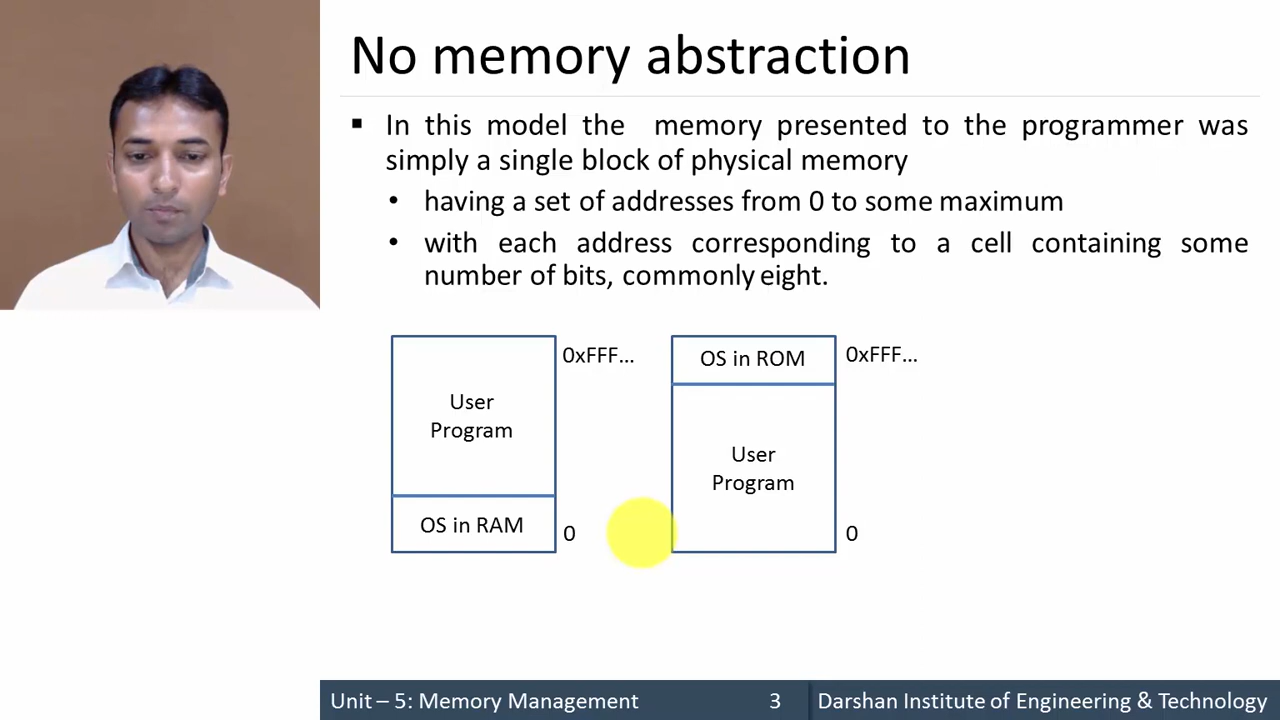 No memory abstraction
▪ In this model the memory presented to the programmer was
simply a single block of physical memory
• having a set of addresses from 0 to some maximum
• with each address corresponding to a cell containing some
number of bits, commonly eight.
User
Program
OS in RAM
0xFFF...
0
OS in ROM
User
Program
0xFFF...
0
Unit – 5: Memory Management 3 Darshan Institute of Engineering & Technology